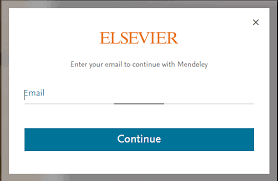 ELSEVIER
Enter your email to continue with Mendeley
Email
Continue